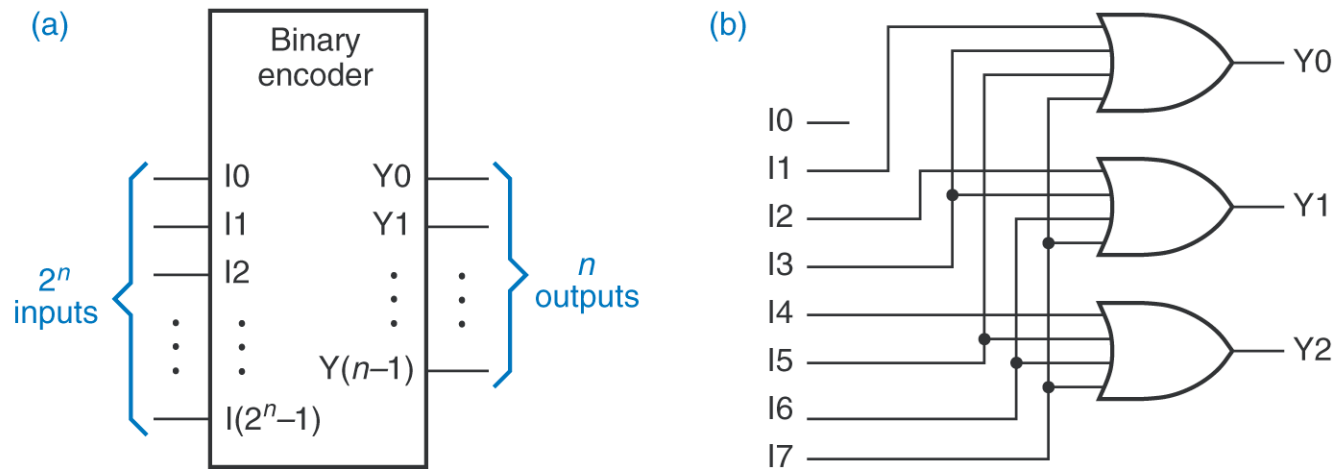 (a)
Binary
encoder
I0
Y0
I1
Y1
I2
2ⁿ
inputs
n
outputs
Y(n–1)
I(2ⁿ–1)
(b)
Y0
I0
I1
I2
Y1
I3
I4
I5
Y2
I6
I7